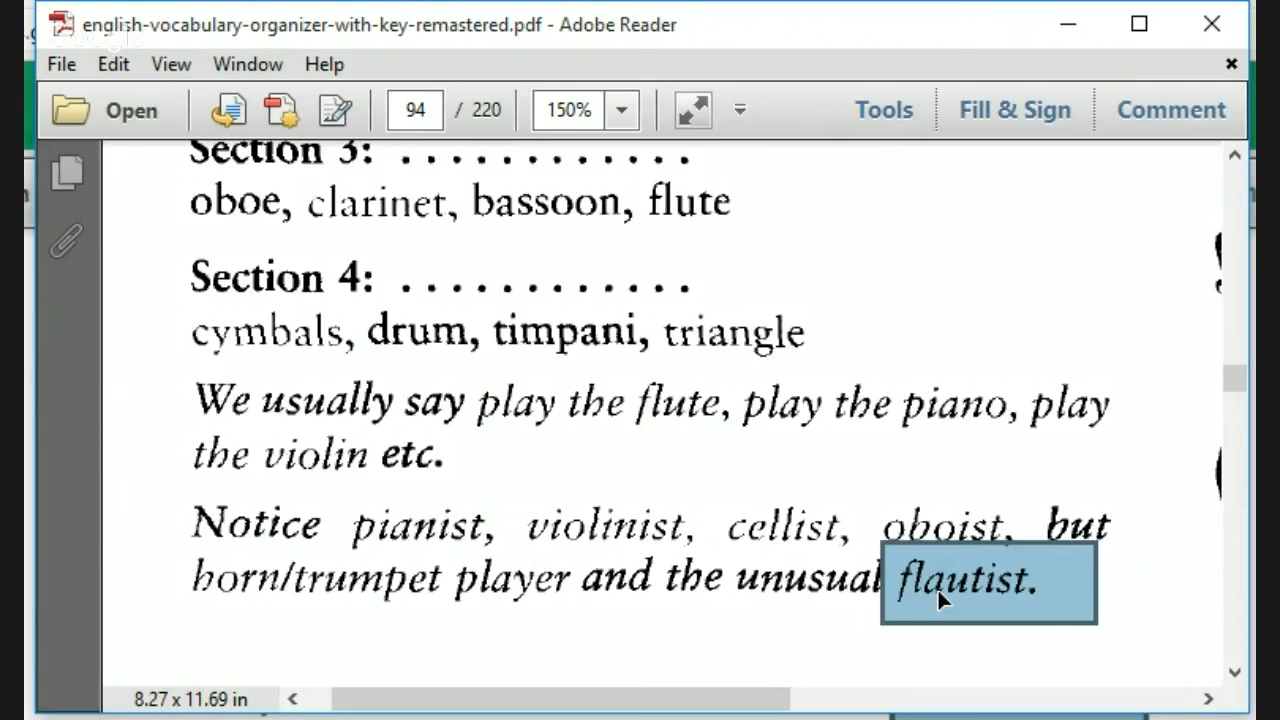 english-vocabulary-organizer-with-key-remastered.pdf - Adobe Reader
File Edit View Window Help
Open 94 / 220 150% Tools Fill & Sign Comment
Section 3: . . . . . . . . . . . .
oboe, clarinet, bassoon, flute
Section 4: . . . . . . . . . . . .
cymbals, drum, timpani, triangle
We usually say play the flute, play the piano, play
the violin etc.
Notice pianist, violinist, cellist, oboist, but
horn/trumpet player and the unusual flautist.
8.27 x 11.69 in